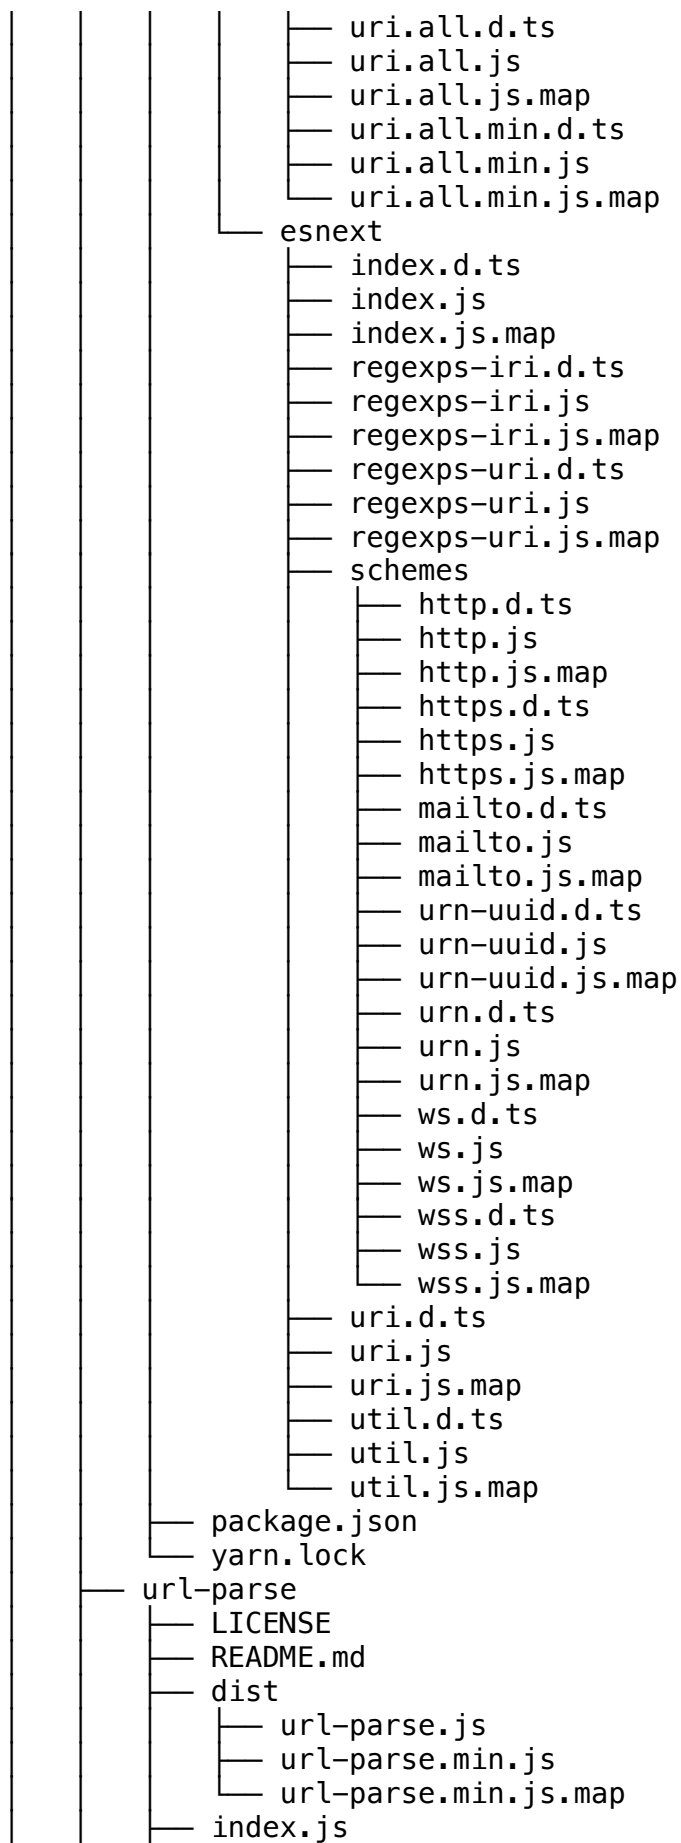 │   │   │   │   ├── uri.all.d.ts
│   │   │   │   ├── uri.all.js
│   │   │   │   ├── uri.all.js.map
│   │   │   │   ├── uri.all.min.d.ts
│   │   │   │   ├── uri.all.min.js
│   │   │   │   └── uri.all.min.js.map
│   │   │   └── esnext
│   │   │       ├── index.d.ts
│   │   │       ├── index.js
│   │   │       ├── index.js.map
│   │   │       ├── regexps-iri.d.ts
│   │   │       ├── regexps-iri.js
│   │   │       ├── regexps-iri.js.map
│   │   │       ├── regexps-uri.d.ts
│   │   │       ├── regexps-uri.js
│   │   │       ├── regexps-uri.js.map
│   │   │       ├── schemes
│   │   │       │   ├── http.d.ts
│   │   │       │   ├── http.js
│   │   │       │   ├── http.js.map
│   │   │       │   ├── https.d.ts
│   │   │       │   ├── https.js
│   │   │       │   ├── https.js.map
│   │   │       │   ├── mailto.d.ts
│   │   │       │   ├── mailto.js
│   │   │       │   ├── mailto.js.map
│   │   │       │   ├── urn-uuid.d.ts
│   │   │       │   ├── urn-uuid.js
│   │   │       │   ├── urn-uuid.js.map
│   │   │       │   ├── urn.d.ts
│   │   │       │   ├── urn.js
│   │   │       │   ├── urn.js.map
│   │   │       │   ├── ws.d.ts
│   │   │       │   ├── ws.js
│   │   │       │   ├── ws.js.map
│   │   │       │   ├── wss.d.ts
│   │   │       │   ├── wss.js
│   │   │       │   └── wss.js.map
│   │   │       ├── uri.d.ts
│   │   │       ├── uri.js
│   │   │       ├── uri.js.map
│   │   │       ├── util.d.ts
│   │   │       ├── util.js
│   │   │       └── util.js.map
│   │   ├── package.json
│   │   └── yarn.lock
│   ├── url-parse
│   │   ├── LICENSE
│   │   ├── README.md
│   │   ├── dist
│   │   │   ├── url-parse.js
│   │   │   ├── url-parse.min.js
│   │   │   └── url-parse.min.js.map
│   │   ├── index.js